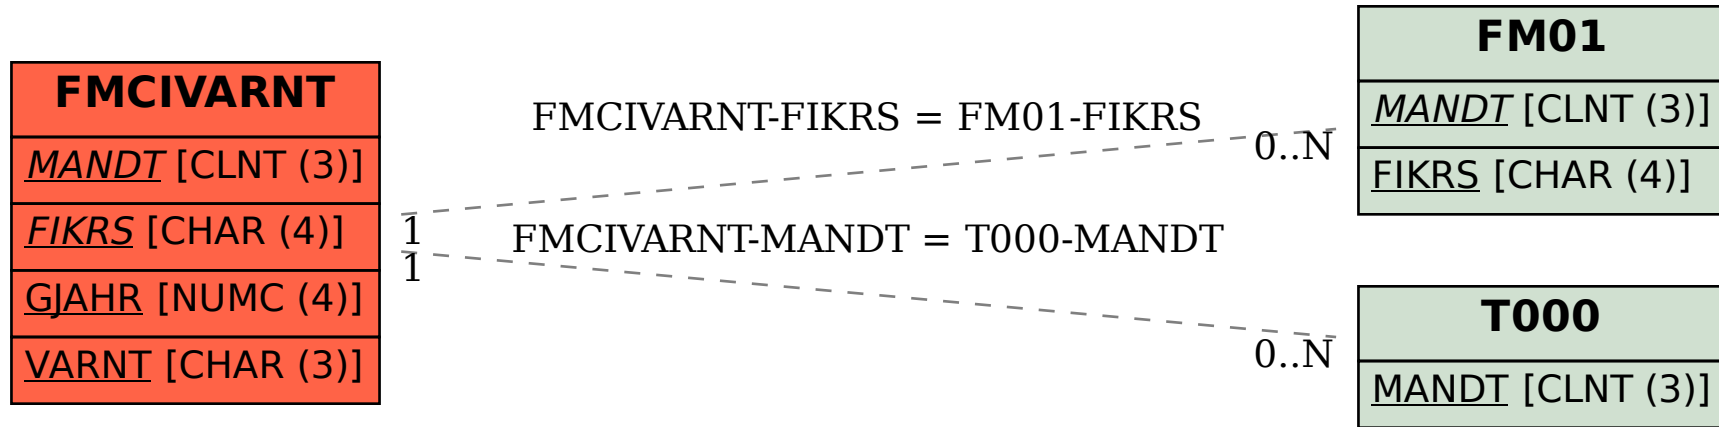 FMCIVARNT
MANDT [CLNT (3)]
FIKRS [CHAR (4)]
GJAHR [NUMC (4)]
VARNT [CHAR (3)]
FMCIVARNT-FIKRS = FM01-FIKRS
0..N
1
FMCIVARNT-MANDT = T000-MANDT
1
0..N
FM01
MANDT [CLNT (3)]
FIKRS [CHAR (4)]
T000
MANDT [CLNT (3)]